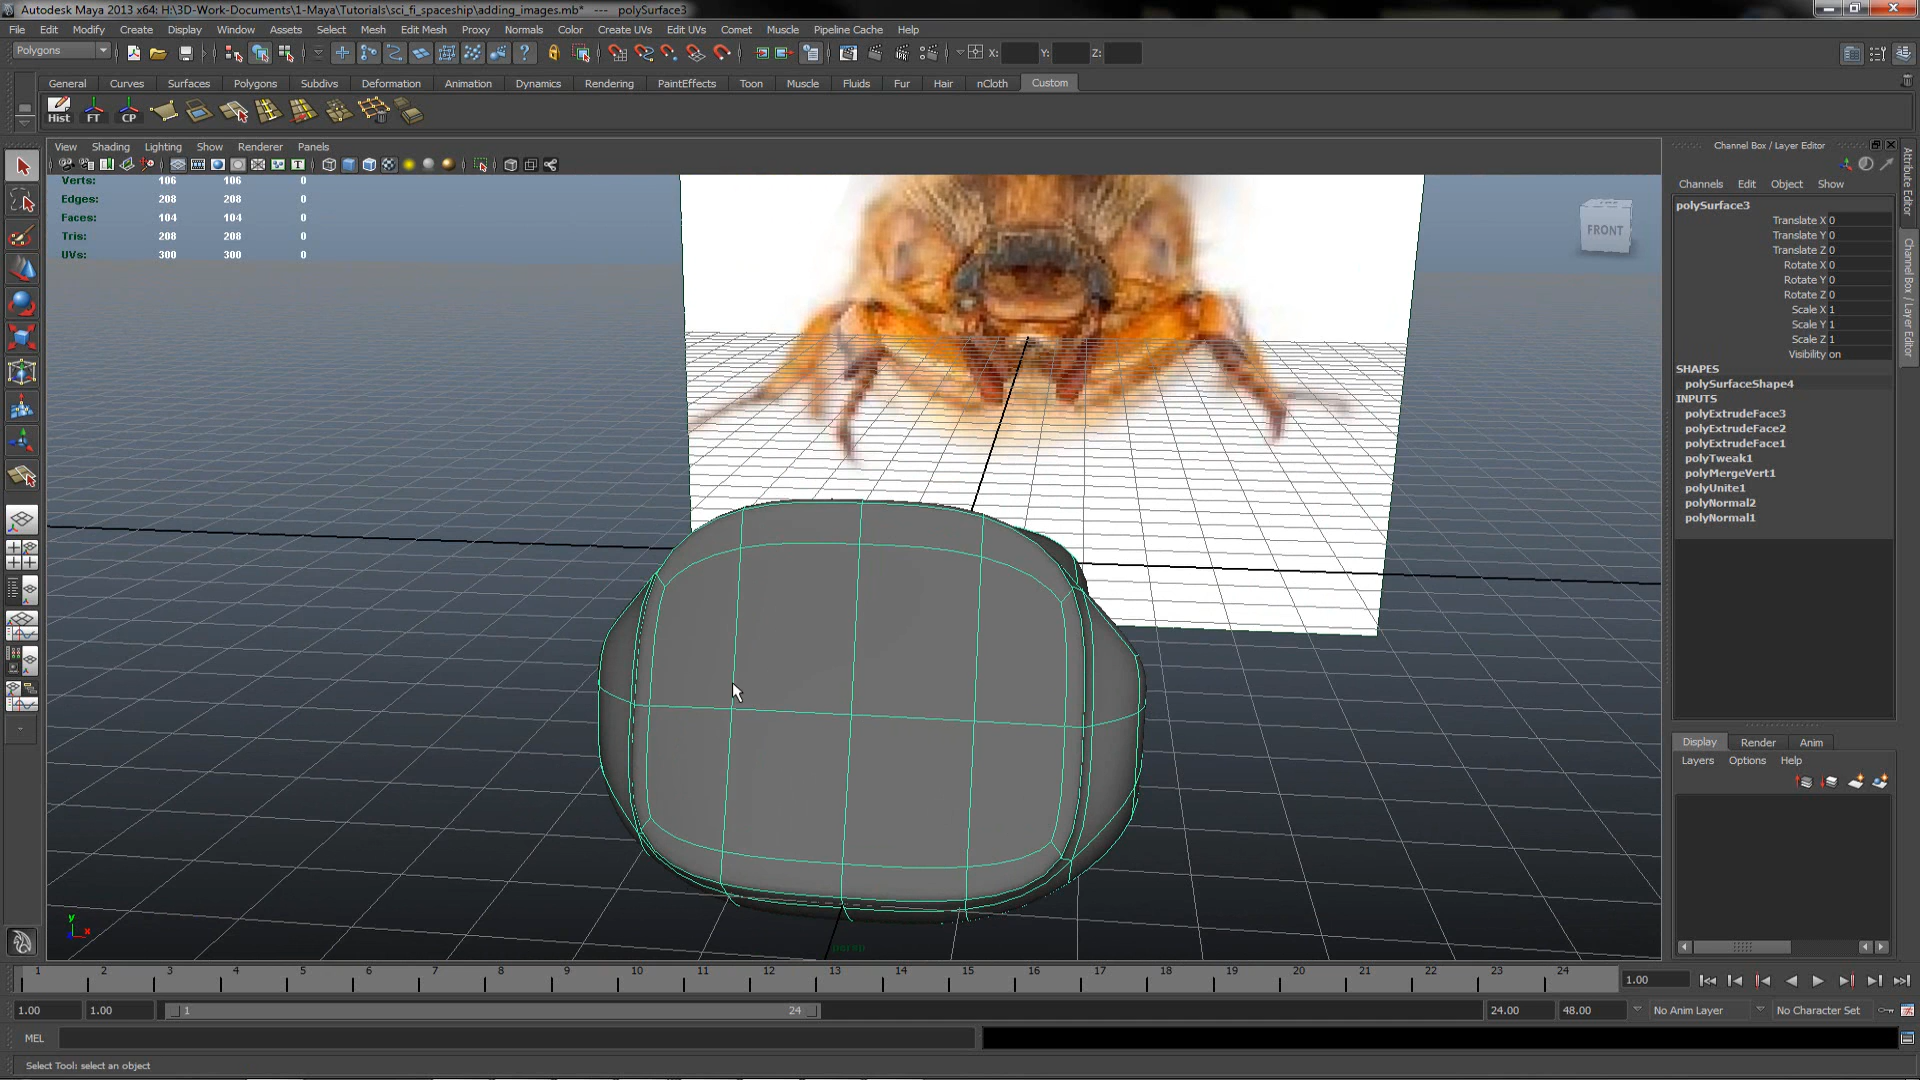 Autodesk Maya 2013 x64: H:\3D-Work-Documents\1-Maya\Tutorials\sci_fi_spaceship\adding_images.mb*   ---   polySurface3
File Edit Modify Create Display Window Assets Select Mesh Edit Mesh Proxy Normals Color Create UVs Edit UVs Comet Muscle Pipeline Cache Help
Polygons X: Y: Z:
General Curves Surfaces Polygons Subdivs Deformation Animation Dynamics Rendering PaintEffects Toon Muscle Fluids Fur Hair nCloth Custom
Hist FT CP
View Shading Lighting Show Renderer Panels
Verts: 106 106 0
Edges: 208 208 0
Faces: 104 104 0
Tris: 208 208 0
UVs: 300 300 0
FRONT
persp
y
x
Channel Box / Layer Editor
Channels Edit Object Show
polySurface3
Translate X 0
Translate Y 0
Translate Z 0
Rotate X 0
Rotate Y 0
Rotate Z 0
Scale X 1
Scale Y 1
Scale Z 1
Visibility on
SHAPES
polySurfaceShape4
INPUTS
polyExtrudeFace3
polyExtrudeFace2
polyExtrudeFace1
polyTweak1
polyMergeVert1
polyUnite1
polyNormal2
polyNormal1
Attribute Editor
Channel Box / Layer Editor
Display Render Anim
Layers Options Help
1 2 3 4 5 6 7 8 9 10 11 12 13 14 15 16 17 18 19 20 21 22 23 24 1.00
1.00 1.00 1 24 24.00 48.00 No Anim Layer No Character Set
MEL
Select Tool: select an object